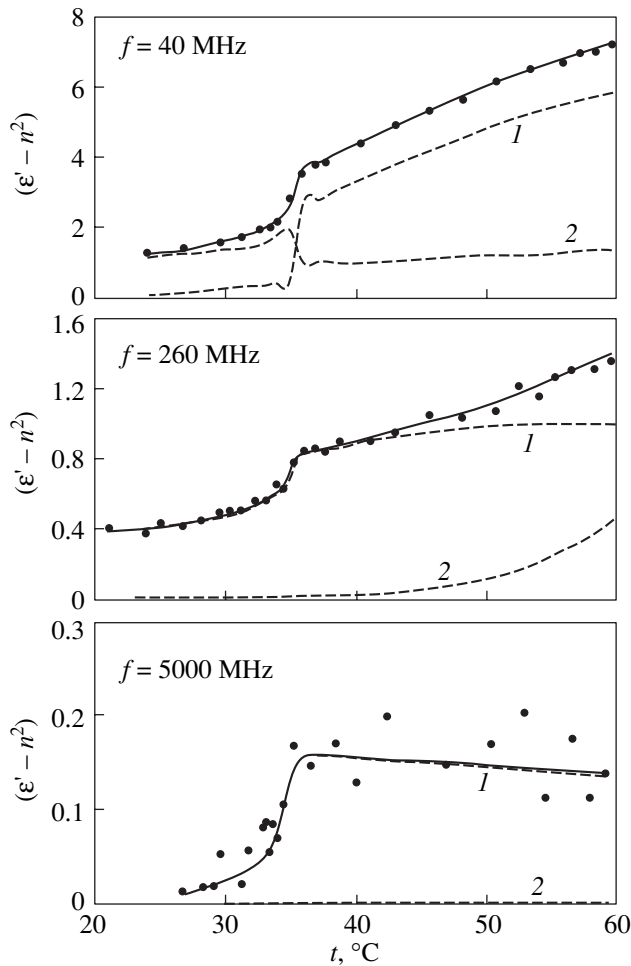 8
f = 40 MHz
6
(ε' – n²)
4
1
2
2
0
1.6
f = 260 MHz
1.2
(ε' – n²)
0.8
1
0.4
2
0
0.3
f = 5000 MHz
0.2
(ε' – n²)
1
0.1
2
0
20 30 40 50 60
t, °C